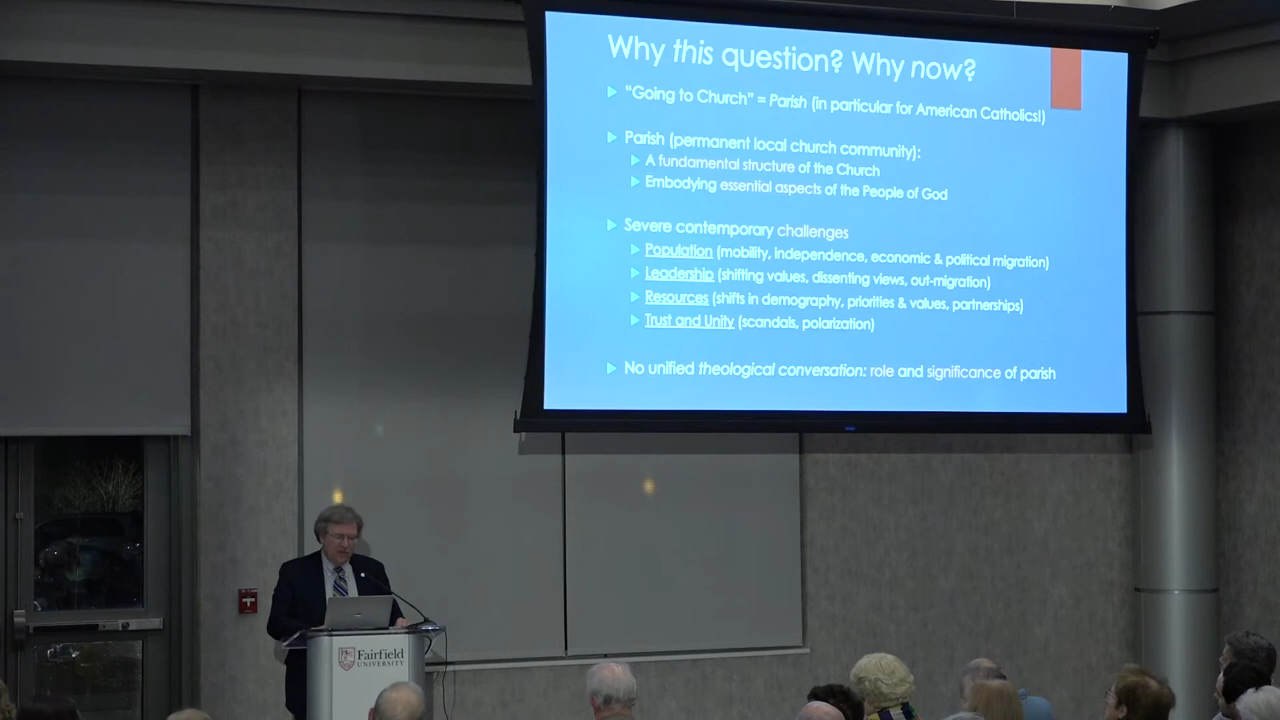 Why this question? Why now?
"Going to Church" = Parish (in particular for American Catholics!)
Parish (permanent local church community):
A fundamental structure of the Church
Embodying essential aspects of the People of God
Severe contemporary challenges
Population (mobility, independence, economic & political migration)
Leadership (shifting values, dissenting views, out-migration)
Resources (shifts in demography, priorities & values, partnerships)
Trust and Unity (scandals, polarization)
No unified theological conversation: role and significance of parish
Fairfield
UNIVERSITY